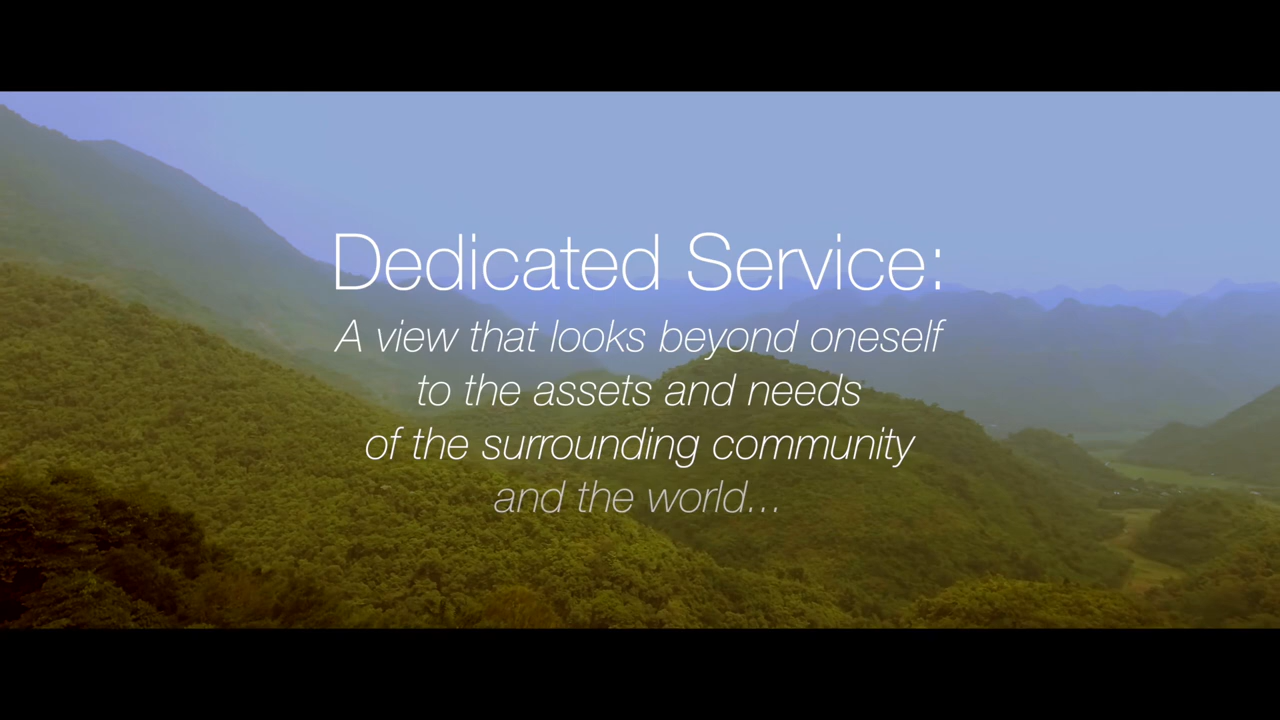 Dedicated Service:
A view that looks beyond oneself
to the assets and needs
of the surrounding community
and the world...